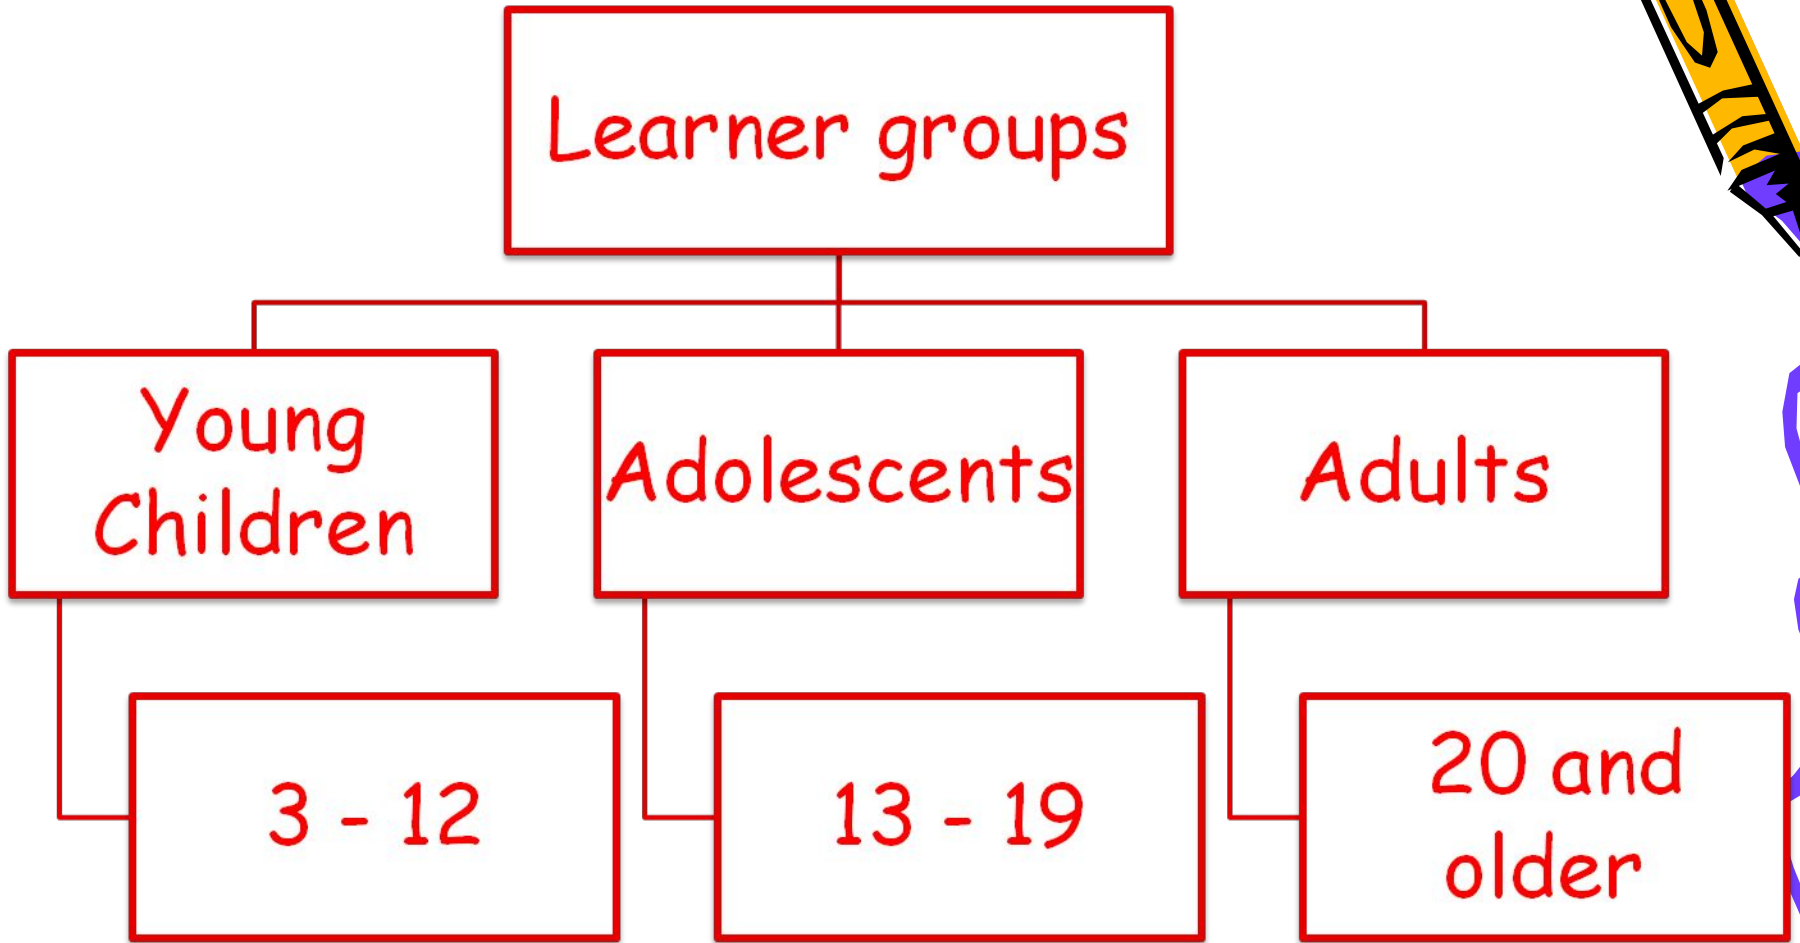 Learner groups
Young
Children
Adolescents
Adults
3 - 12
13 - 19
20 and
older